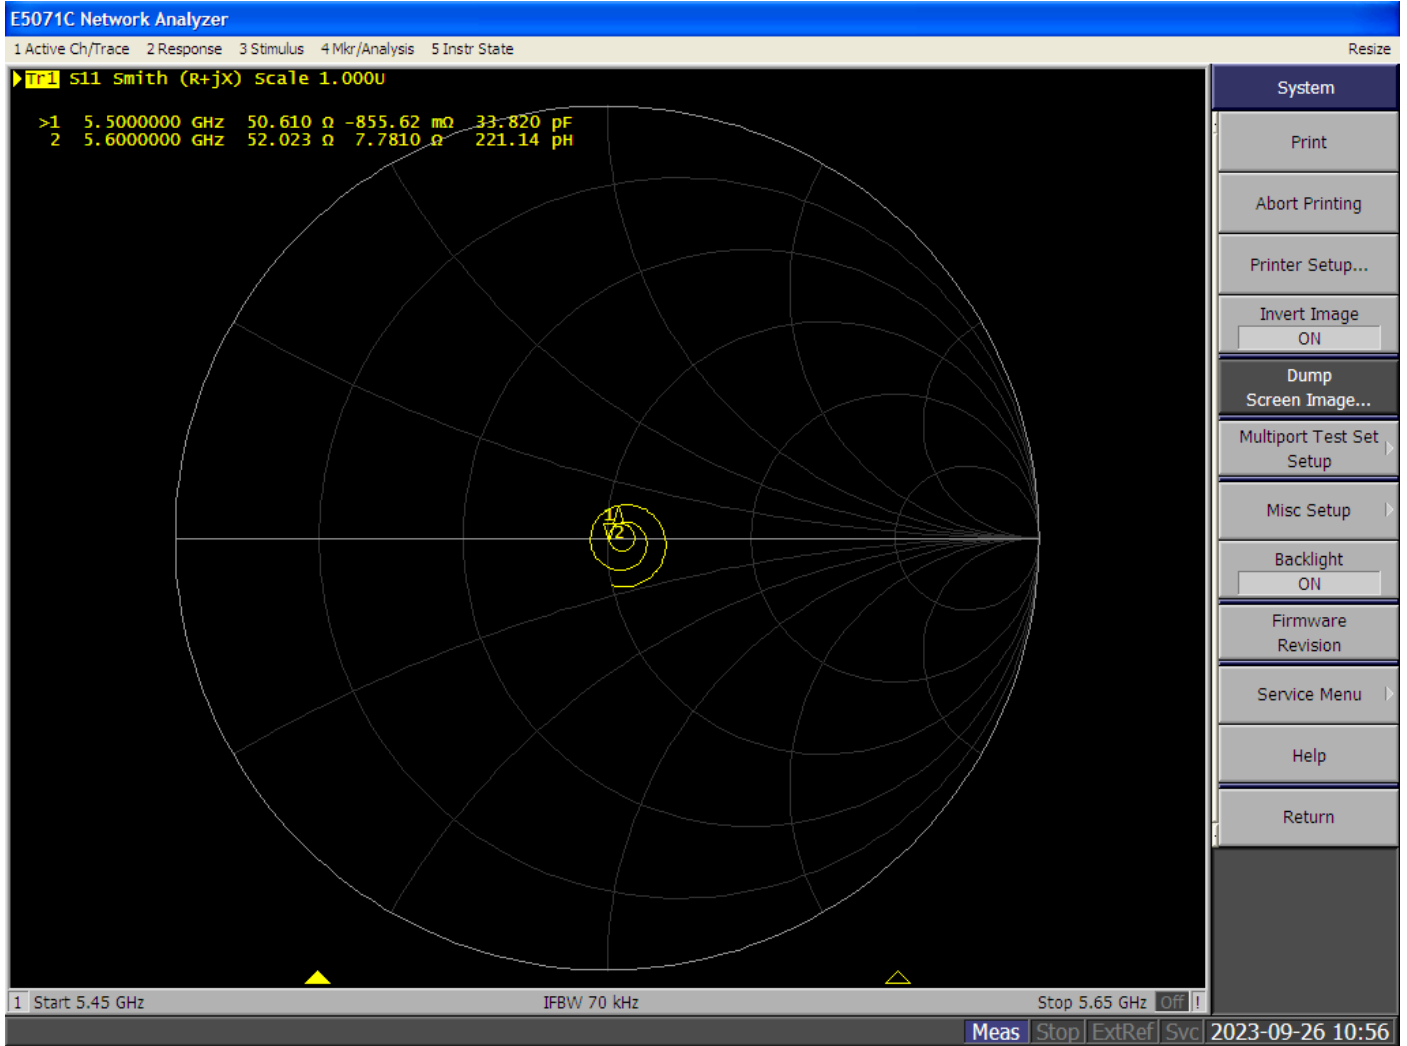 E5071C Network Analyzer
1 Active Ch/Trace 2 Response 3 Stimulus 4 Mkr/Analysis 5 Instr State Resize
Tr1 S11 Smith (R+jX) Scale 1.000U
>1 5.5000000 GHz 50.610 Ω -855.62 mΩ 33.820 pF
2 5.6000000 GHz 52.023 Ω 7.7810 Ω 221.14 pH
1
2
System
Print
Abort Printing
Printer Setup...
Invert Image
ON
Dump
Screen Image...
Multiport Test Set
Setup
Misc Setup
Backlight
ON
Firmware
Revision
Service Menu
Help
Return
1 Start 5.45 GHz IFBW 70 kHz Stop 5.65 GHz Off !
Meas Stop ExtRef Svc 2023-09-26 10:56